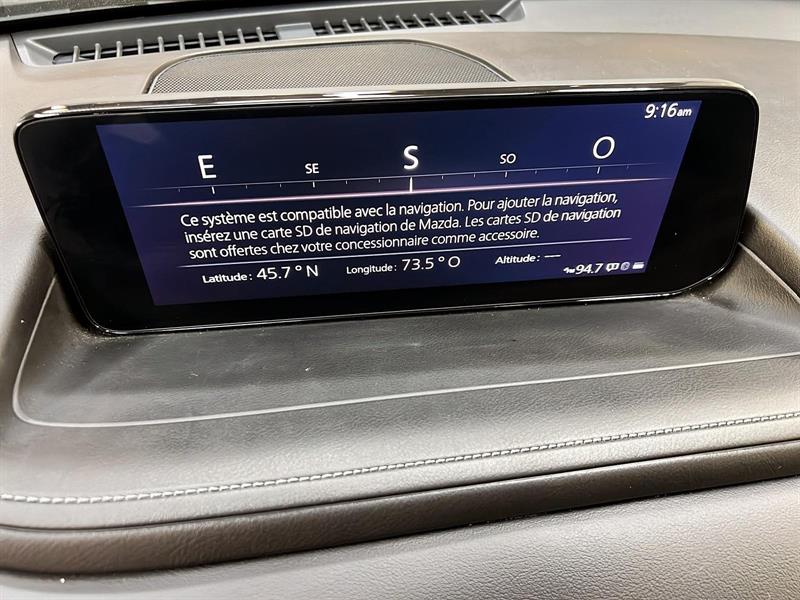 9:16am
E SE S SO O
Ce système est compatible avec la navigation. Pour ajouter la navigation,
insérez une carte SD de navigation de Mazda. Les cartes SD de navigation
sont offertes chez votre concessionnaire comme accessoire.
Latitude: 45.7° N Longitude: 73.5° O Altitude: ---
94.7